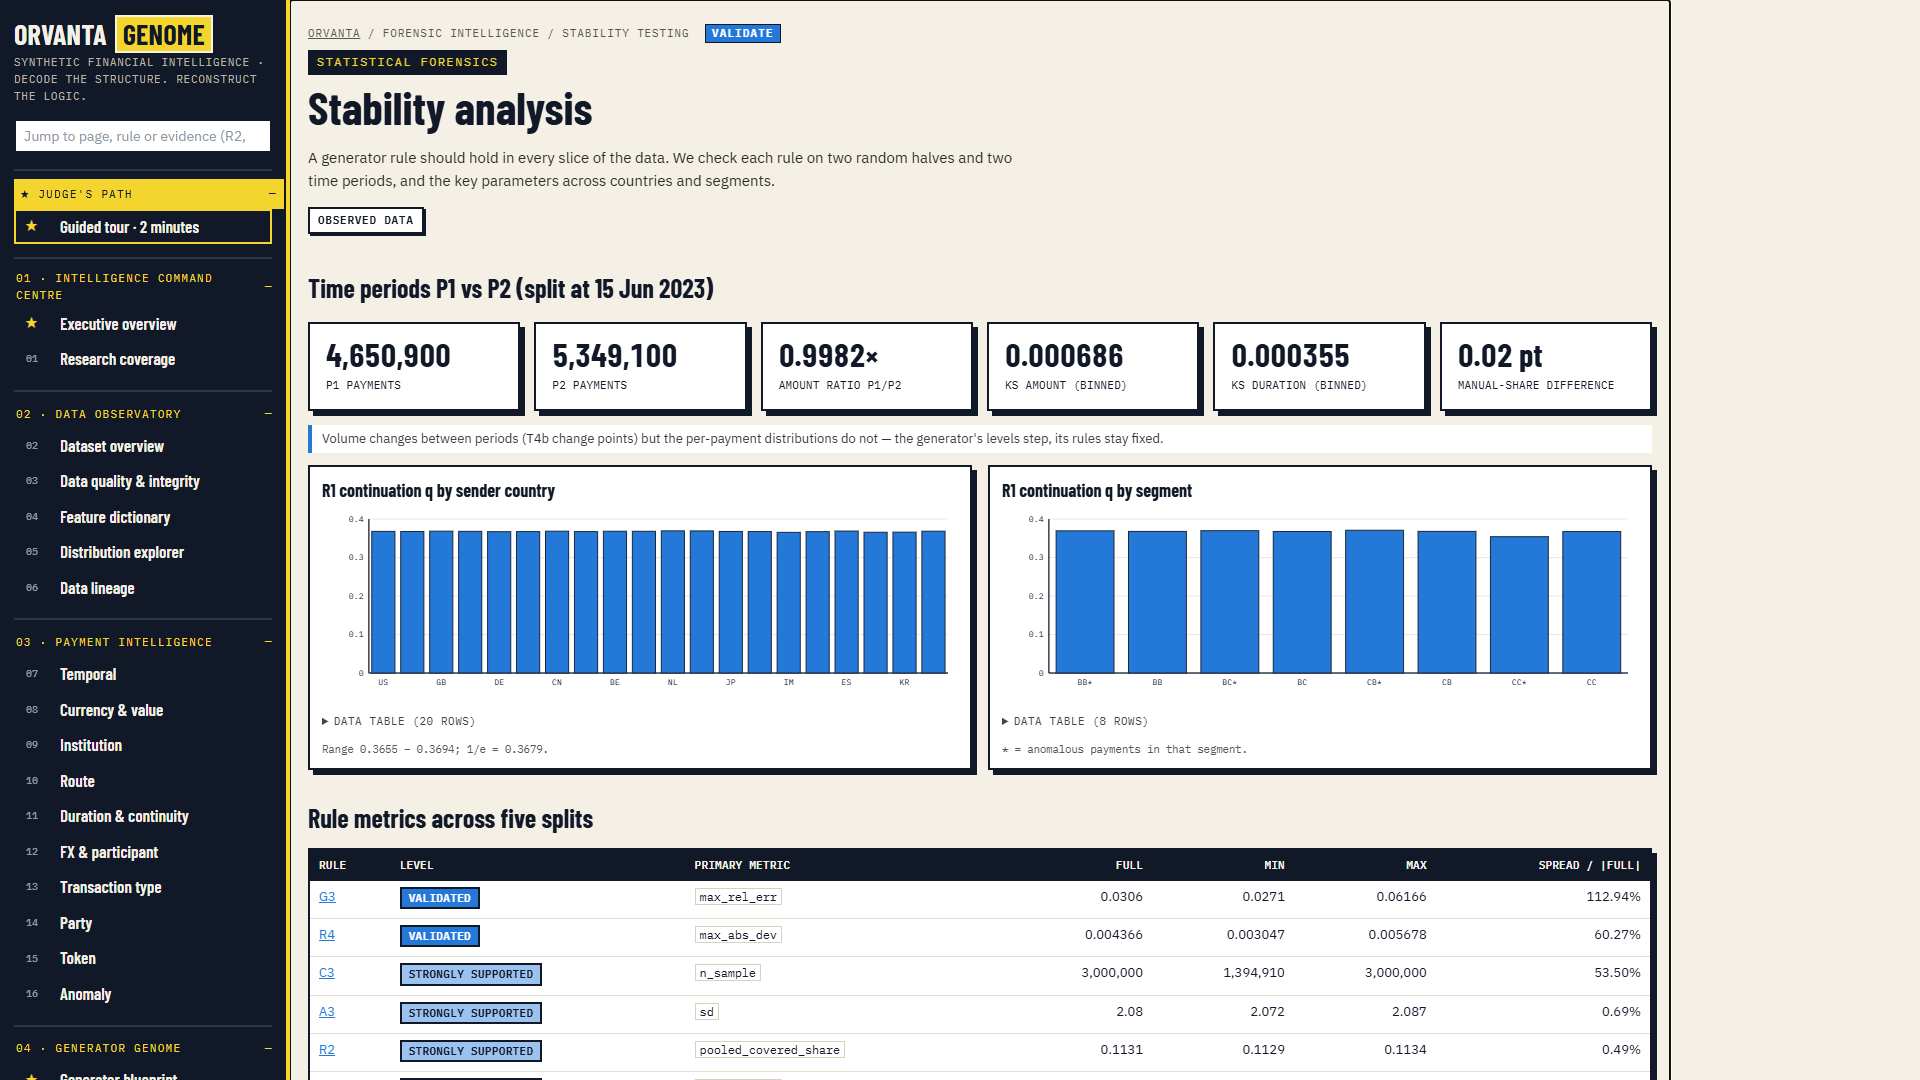 ORVANTA GENOME
SYNTHETIC FINANCIAL INTELLIGENCE ·
DECODE THE STRUCTURE. RECONSTRUCT
THE LOGIC.
Jump to page, rule or evidence (R2,
★ JUDGE'S PATH –
★ Guided tour · 2 minutes
01 · INTELLIGENCE COMMAND
CENTRE –
★ Executive overview
01 Research coverage
02 · DATA OBSERVATORY –
02 Dataset overview
03 Data quality & integrity
04 Feature dictionary
05 Distribution explorer
06 Data lineage
03 · PAYMENT INTELLIGENCE –
07 Temporal
08 Currency & value
09 Institution
10 Route
11 Duration & continuity
12 FX & participant
13 Transaction type
14 Party
15 Token
16 Anomaly
04 · GENERATOR GENOME –
★ Generator blueprint
ORVANTA / FORENSIC INTELLIGENCE / STABILITY TESTING VALIDATE
STATISTICAL FORENSICS
Stability analysis
A generator rule should hold in every slice of the data. We check each rule on two random halves and two
time periods, and the key parameters across countries and segments.
OBSERVED DATA
Time periods P1 vs P2 (split at 15 Jun 2023)
4,650,900
P1 PAYMENTS
5,349,100
P2 PAYMENTS
0.9982×
AMOUNT RATIO P1/P2
0.000686
KS AMOUNT (BINNED)
0.000355
KS DURATION (BINNED)
0.02 pt
MANUAL-SHARE DIFFERENCE
Volume changes between periods (T4b change points) but the per-payment distributions do not — the generator's levels step, its rules stay fixed.
R1 continuation q by sender country
0.4
0.3
0.2
0.1
0
US GB DE CN BE NL JP IM ES KR
▶ DATA TABLE (20 ROWS)
Range 0.3655 – 0.3694; 1/e = 0.3679.
R1 continuation q by segment
0.4
0.3
0.2
0.1
0
BB★ BB BC★ BC CB★ CB CC★ CC
▶ DATA TABLE (8 ROWS)
★ = anomalous payments in that segment.
Rule metrics across five splits
RULE LEVEL PRIMARY METRIC FULL MIN MAX SPREAD / |FULL|
G3 VALIDATED max_rel_err 0.0306 0.0271 0.06166 112.94%
R4 VALIDATED max_abs_dev 0.004366 0.003047 0.005678 60.27%
C3 STRONGLY SUPPORTED n_sample 3,000,000 1,394,910 3,000,000 53.50%
A3 STRONGLY SUPPORTED sd 2.08 2.072 2.087 0.69%
R2 STRONGLY SUPPORTED pooled_covered_share 0.1131 0.1129 0.1134 0.49%